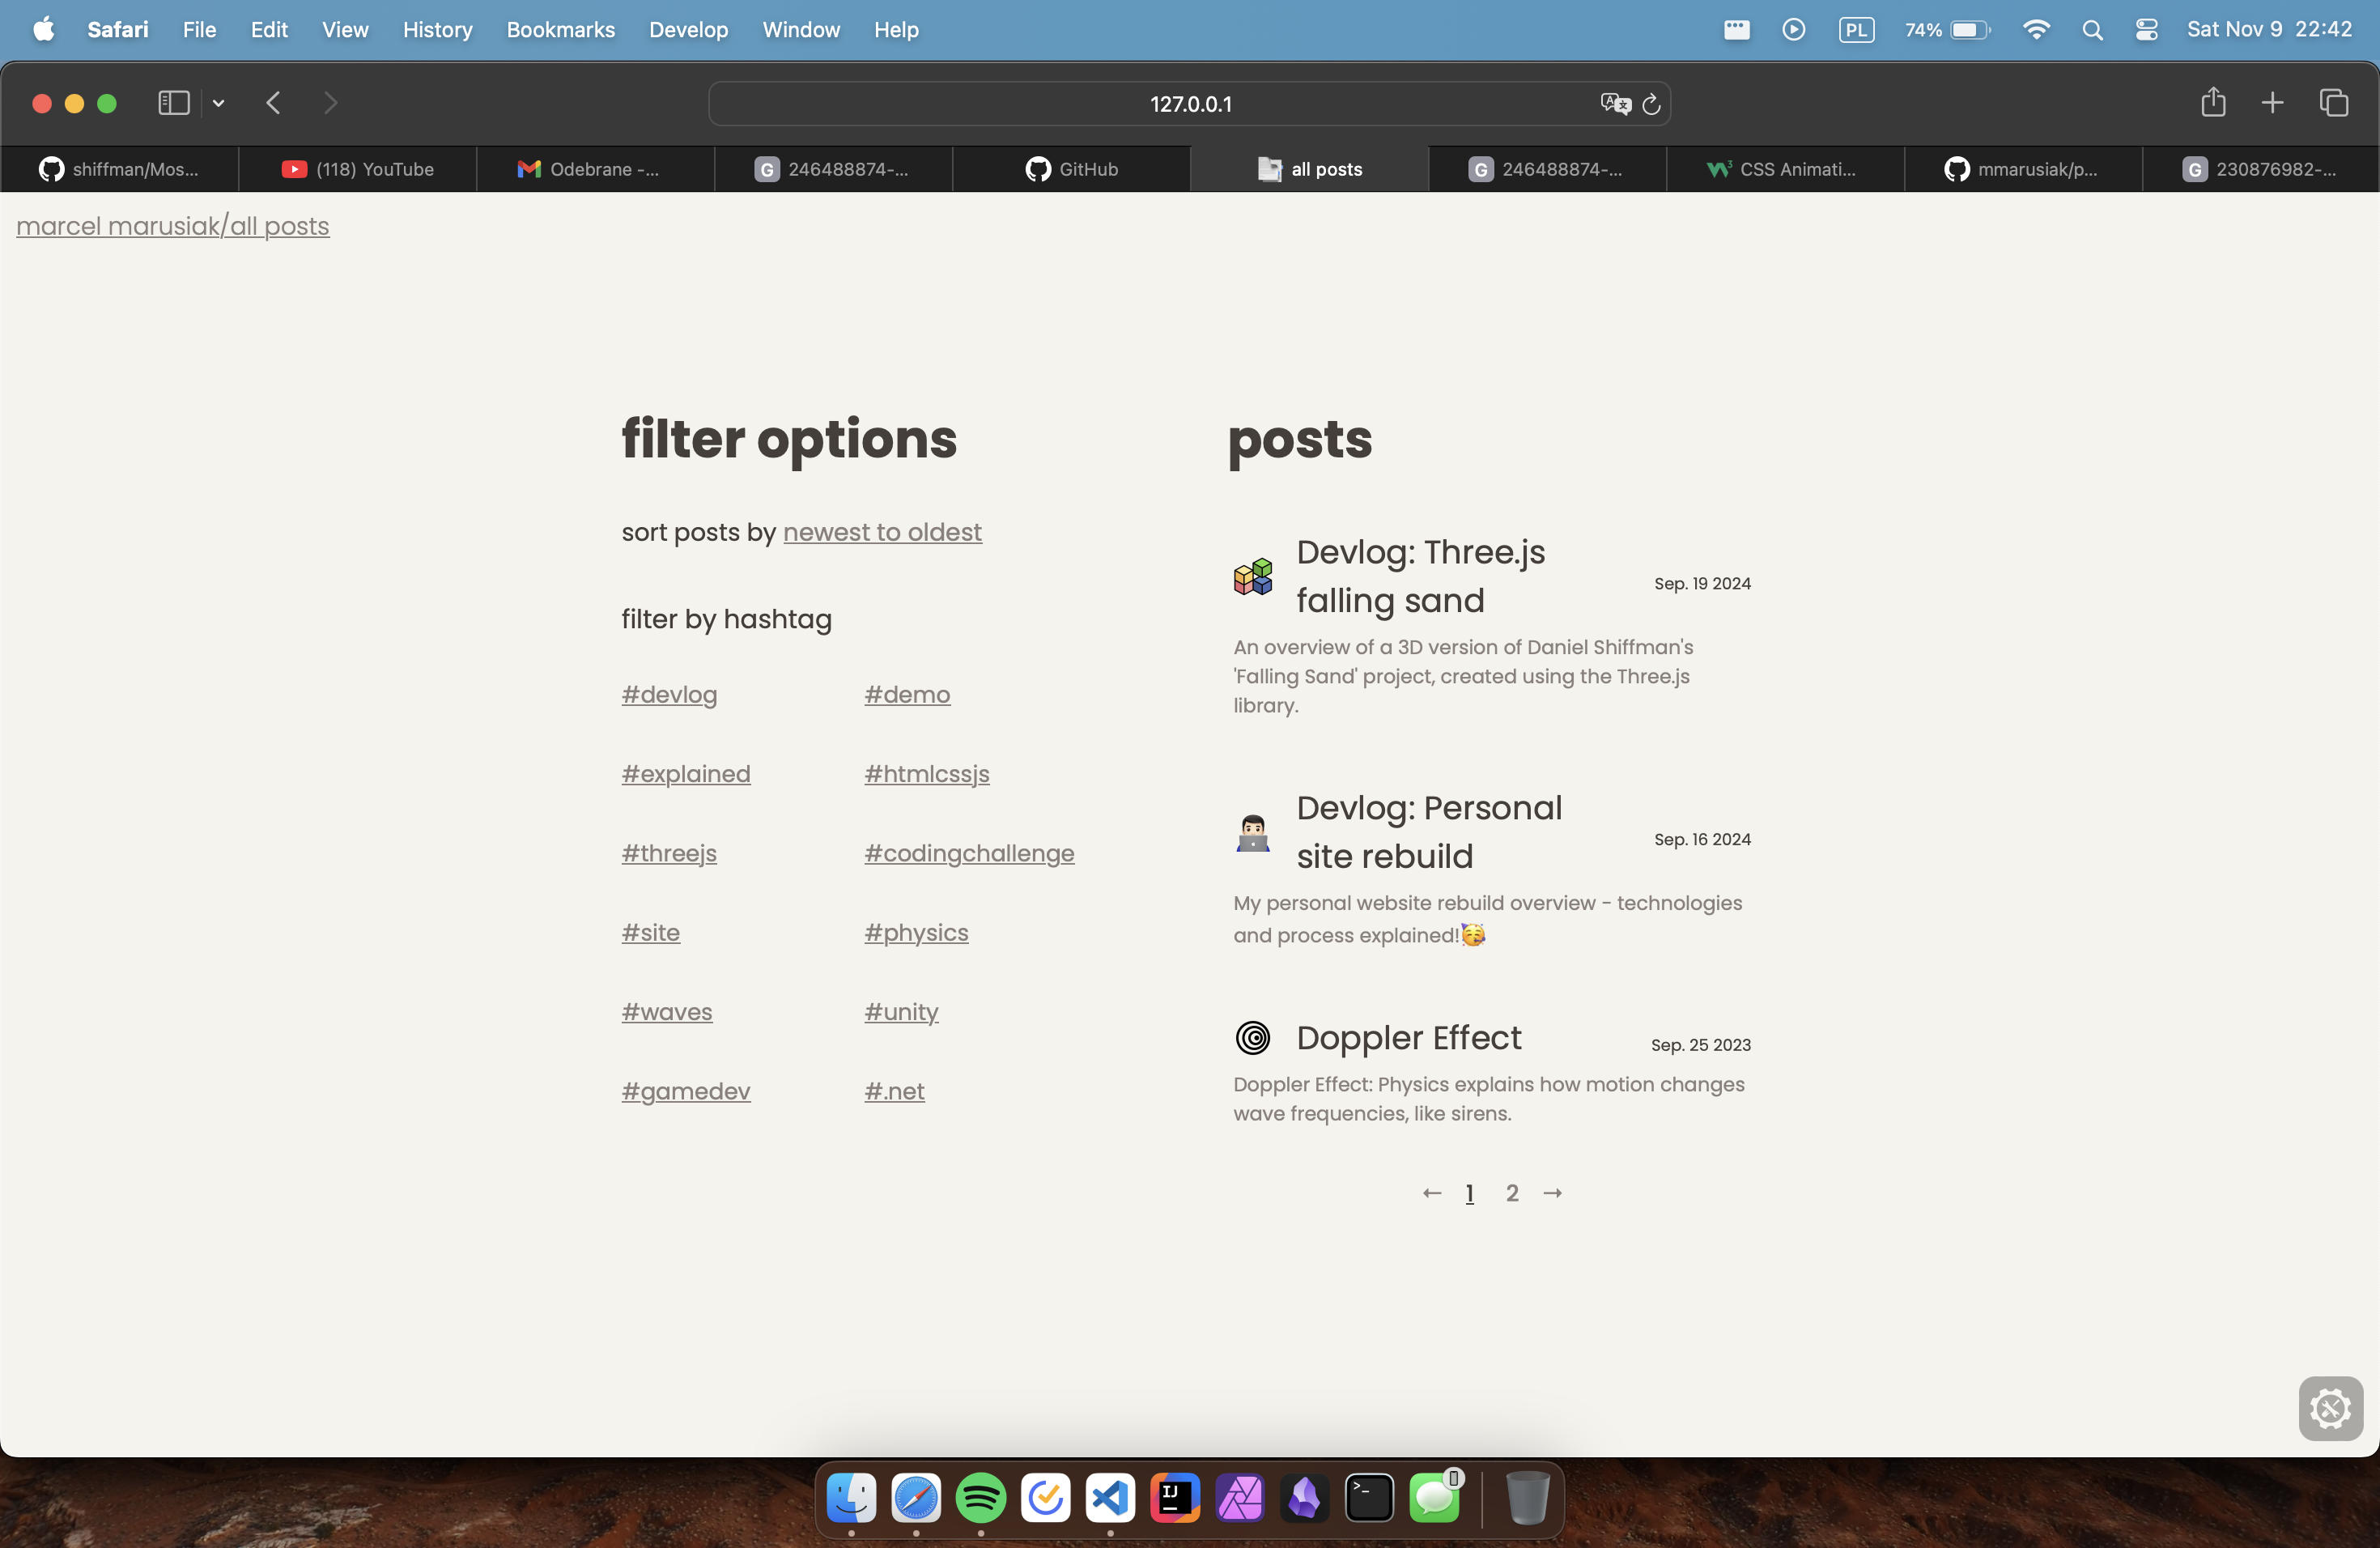 Safari File Edit View History Bookmarks Develop Window Help PL 74% Sat Nov 9 22:42
127.0.0.1
shiffman/Mos... (118) YouTube Odebrane -... G 246488874-... GitHub all posts G 246488874-... W3 CSS Animati... mmarusiak/p... G 230876982-...
marcel marusiak/all posts
filter options
sort posts by newest to oldest
filter by hashtag
#devlog #demo
#explained #htmlcssjs
#threejs #codingchallenge
#site #physics
#waves #unity
#gamedev #.net
posts
Devlog: Three.js
falling sand
Sep. 19 2024
An overview of a 3D version of Daniel Shiffman's
'Falling Sand' project, created using the Three.js
library.
Devlog: Personal
site rebuild
Sep. 16 2024
My personal website rebuild overview - technologies
and process explained!🥳
Doppler Effect
Sep. 25 2023
Doppler Effect: Physics explains how motion changes
wave frequencies, like sirens.
← 1 2 →
IJ >_